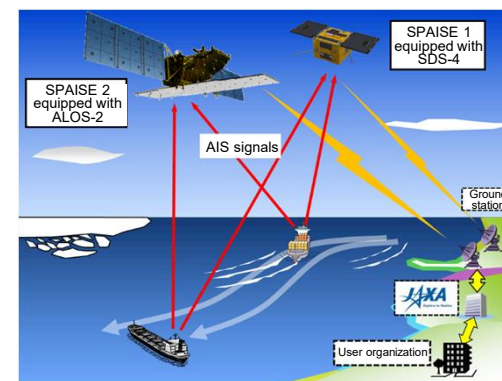 SPAISE 2
equipped with
ALOS-2
SPAISE 1
equipped with
SDS-4
AIS signals
Ground
station
JAXA
User organization